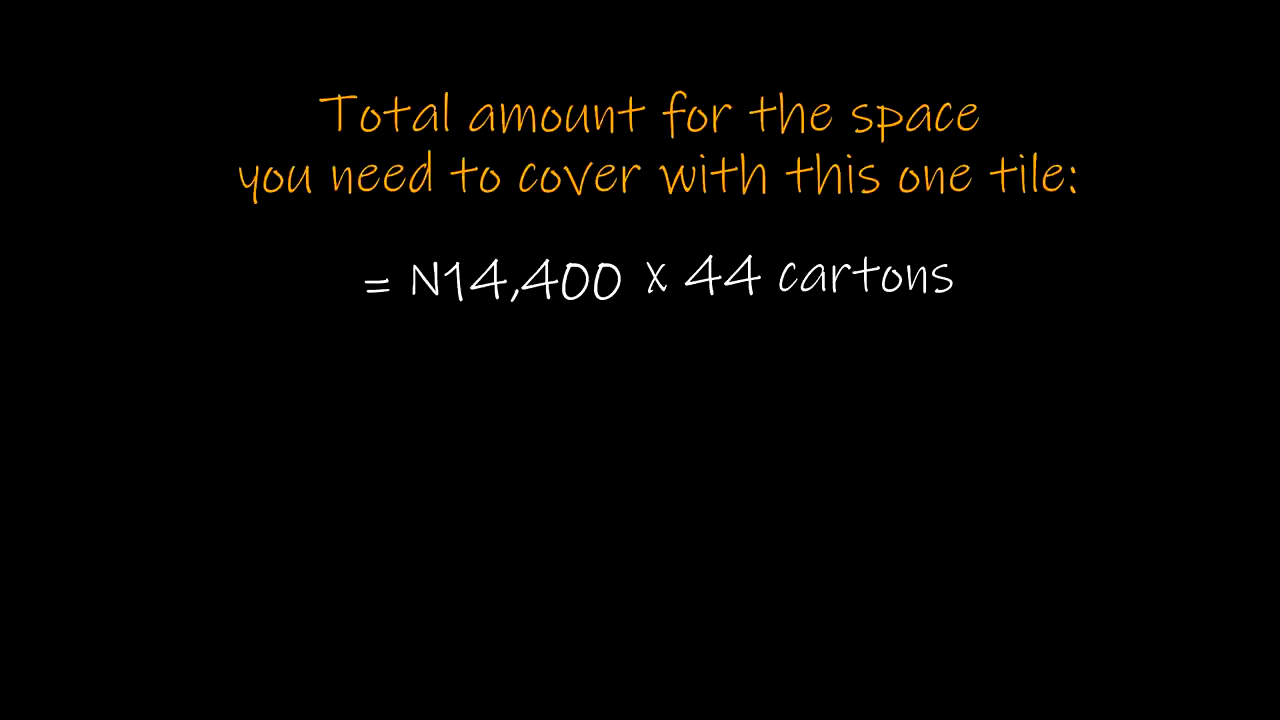 Total amount for the space
you need to cover with this one tile:
= N14,400 x 44 cartons